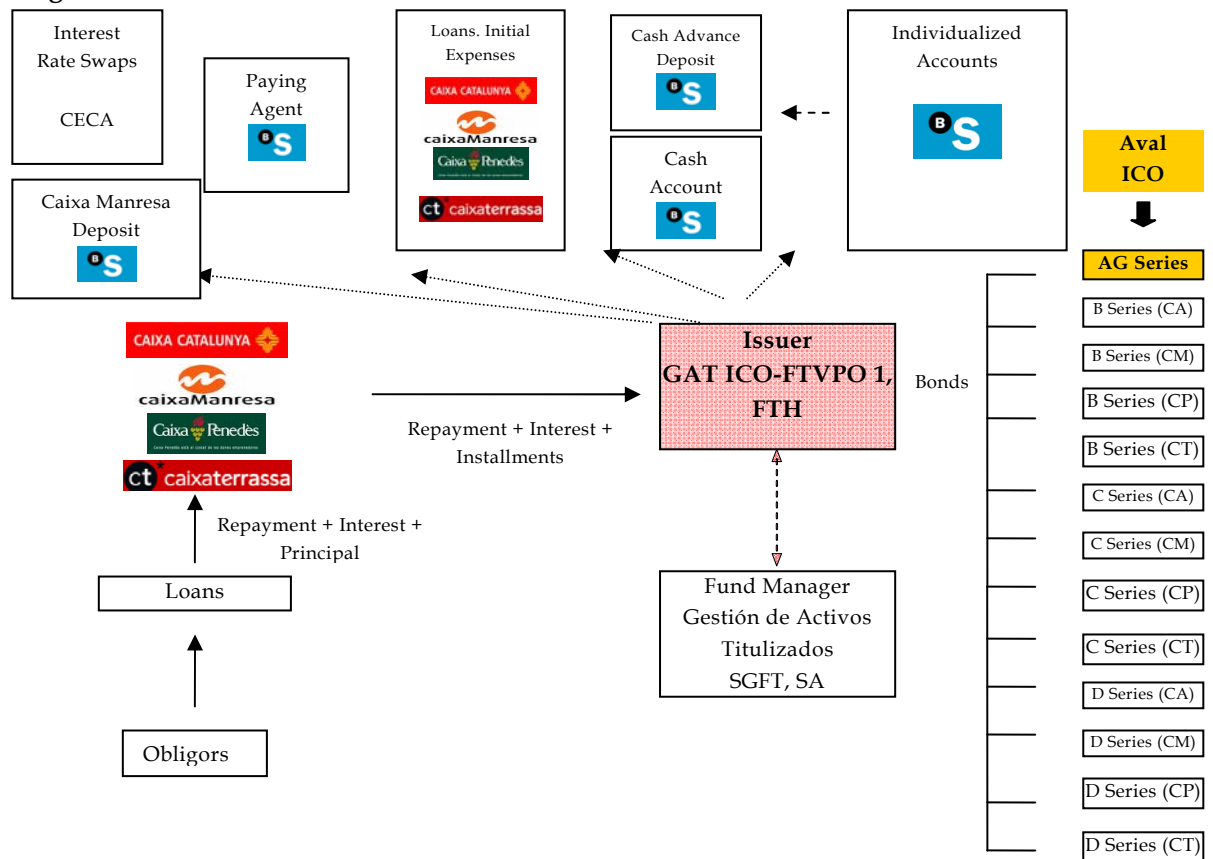 Interest
Rate Swaps
CECA
Paying
Agent
B
S
Loans. Initial
Expenses
CAIXA CATALUNYA
caixaManresa
Caixa Penedès
ct caixaterrassa
Cash Advance
Deposit
B
S
Cash
Account
B
S
Individualized
Accounts
B
S
Aval
ICO
Caixa Manresa
Deposit
B
S
AG Series
B Series (CA)
B Series (CM)
B Series (CP)
B Series (CT)
C Series (CA)
C Series (CM)
C Series (CP)
C Series (CT)
D Series (CA)
D Series (CM)
D Series (CP)
D Series (CT)
Bonds
Issuer
GAT ICO-FTVPO 1,
FTH
CAIXA CATALUNYA
caixaManresa
Caixa Penedès
ct* caixaterrassa
Repayment + Interest +
Installments
Repayment + Interest +
Principal
Loans
Obligors
Fund Manager
Gestión de Activos
Titulizados
SGFT, SA